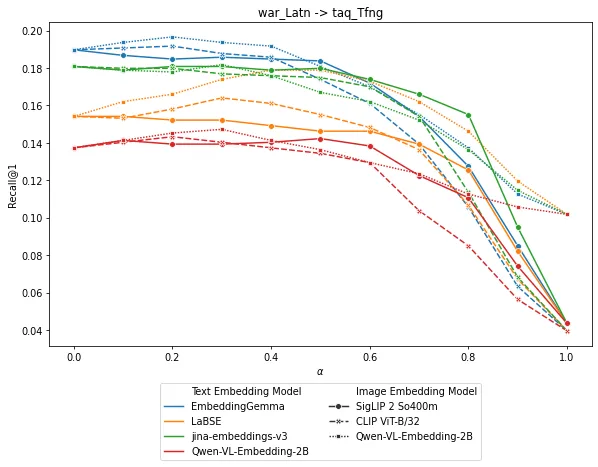 war_Latn -> taq_Tfng
0.20
0.18
0.16
0.14
0.12
0.10
0.08
0.06
0.04
Recall@1
0.0 0.2 0.4 0.6 0.8 1.0
α
Text Embedding Model Image Embedding Model
EmbeddingGemma SigLIP 2 So400m
LaBSE CLIP ViT-B/32
jina-embeddings-v3 Qwen-VL-Embedding-2B
Qwen-VL-Embedding-2B